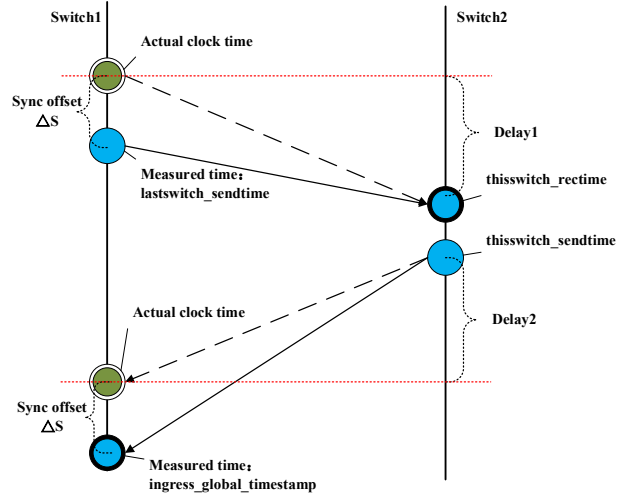 Switch1
Switch2
Actual clock time
Sync offset
△S
Delay1
Measured time：
lastswitch_sendtime
thisswitch_rectime
thisswitch_sendtime
Actual clock time
Delay2
Sync offset
△S
Measured time：
ingress_global_timestamp